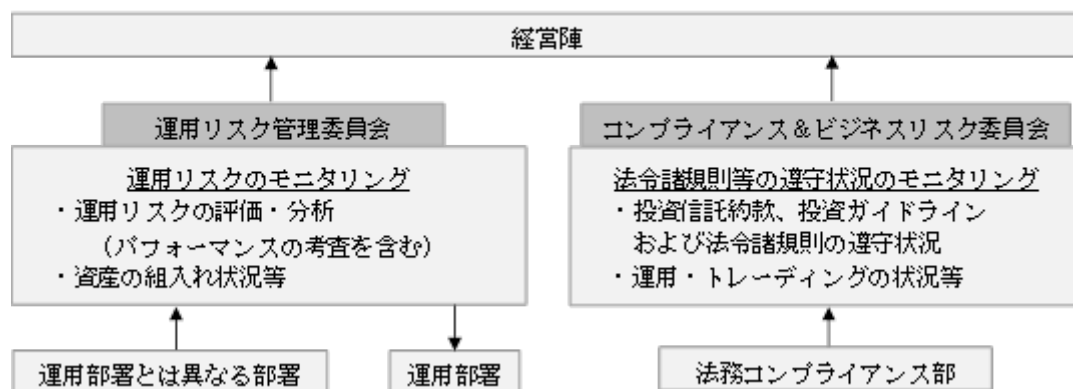 経営陣
運用リスク管理委員会
運用リスクのモニタリング
・運用リスクの評価・分析
（パフォーマンスの考査を含む）
・資産の組入れ状況等
運用部署とは異なる部署
運用部署
コンプライアンス＆ビジネスリスク委員会
法令諸規則等の遵守状況のモニタリング
・投資信託約款、投資ガイドライン
および法令諸規則の遵守状況
・運用・トレーディングの状況等
法務コンプライアンス部